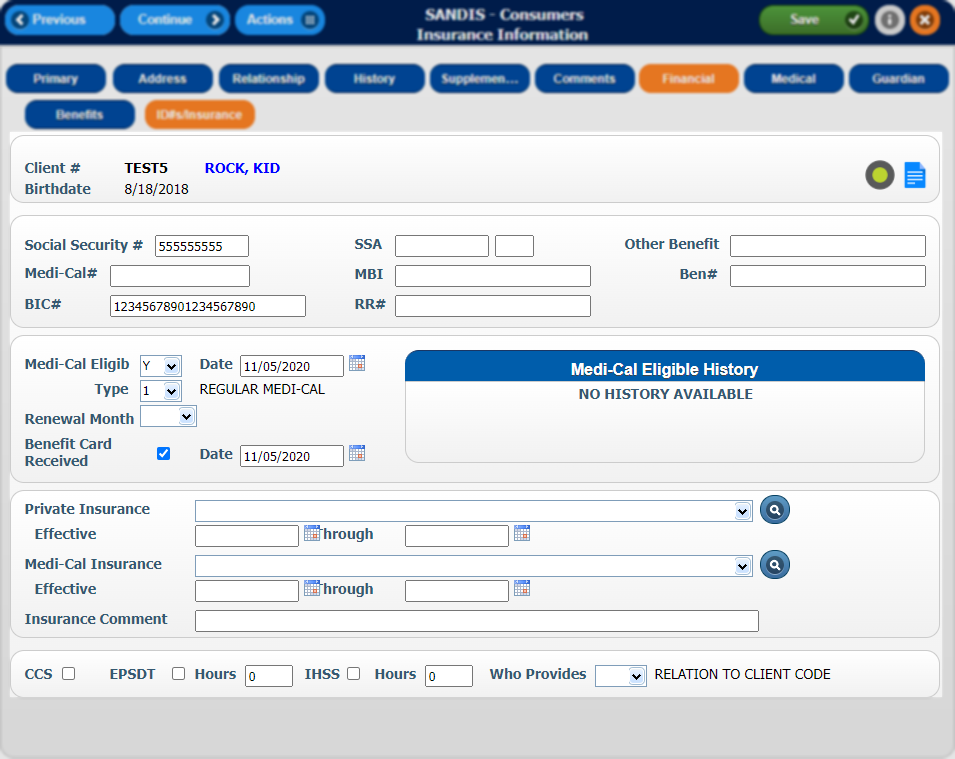 Previous Continue Actions SANDIS - Consumers Save
Insurance Information
Primary Address Relationship History Supplemen... Comments Financial Medical Guardian
Benefits ID#s/Insurance
Client # TEST5 ROCK, KID
Birthdate 8/18/2018
Social Security # 555555555 SSA Other Benefit
Medi-Cal# MBI Ben#
BIC# 12345678901234567890 RR#
Medi-Cal Eligib Y Date 11/05/2020
Type 1 REGULAR MEDI-CAL
Renewal Month
Benefit Card
Received Date 11/05/2020
Medi-Cal Eligible History
NO HISTORY AVAILABLE
Private Insurance
Effective hrough
Medi-Cal Insurance
Effective hrough
Insurance Comment
CCS EPSDT Hours 0 IHSS Hours 0 Who Provides RELATION TO CLIENT CODE